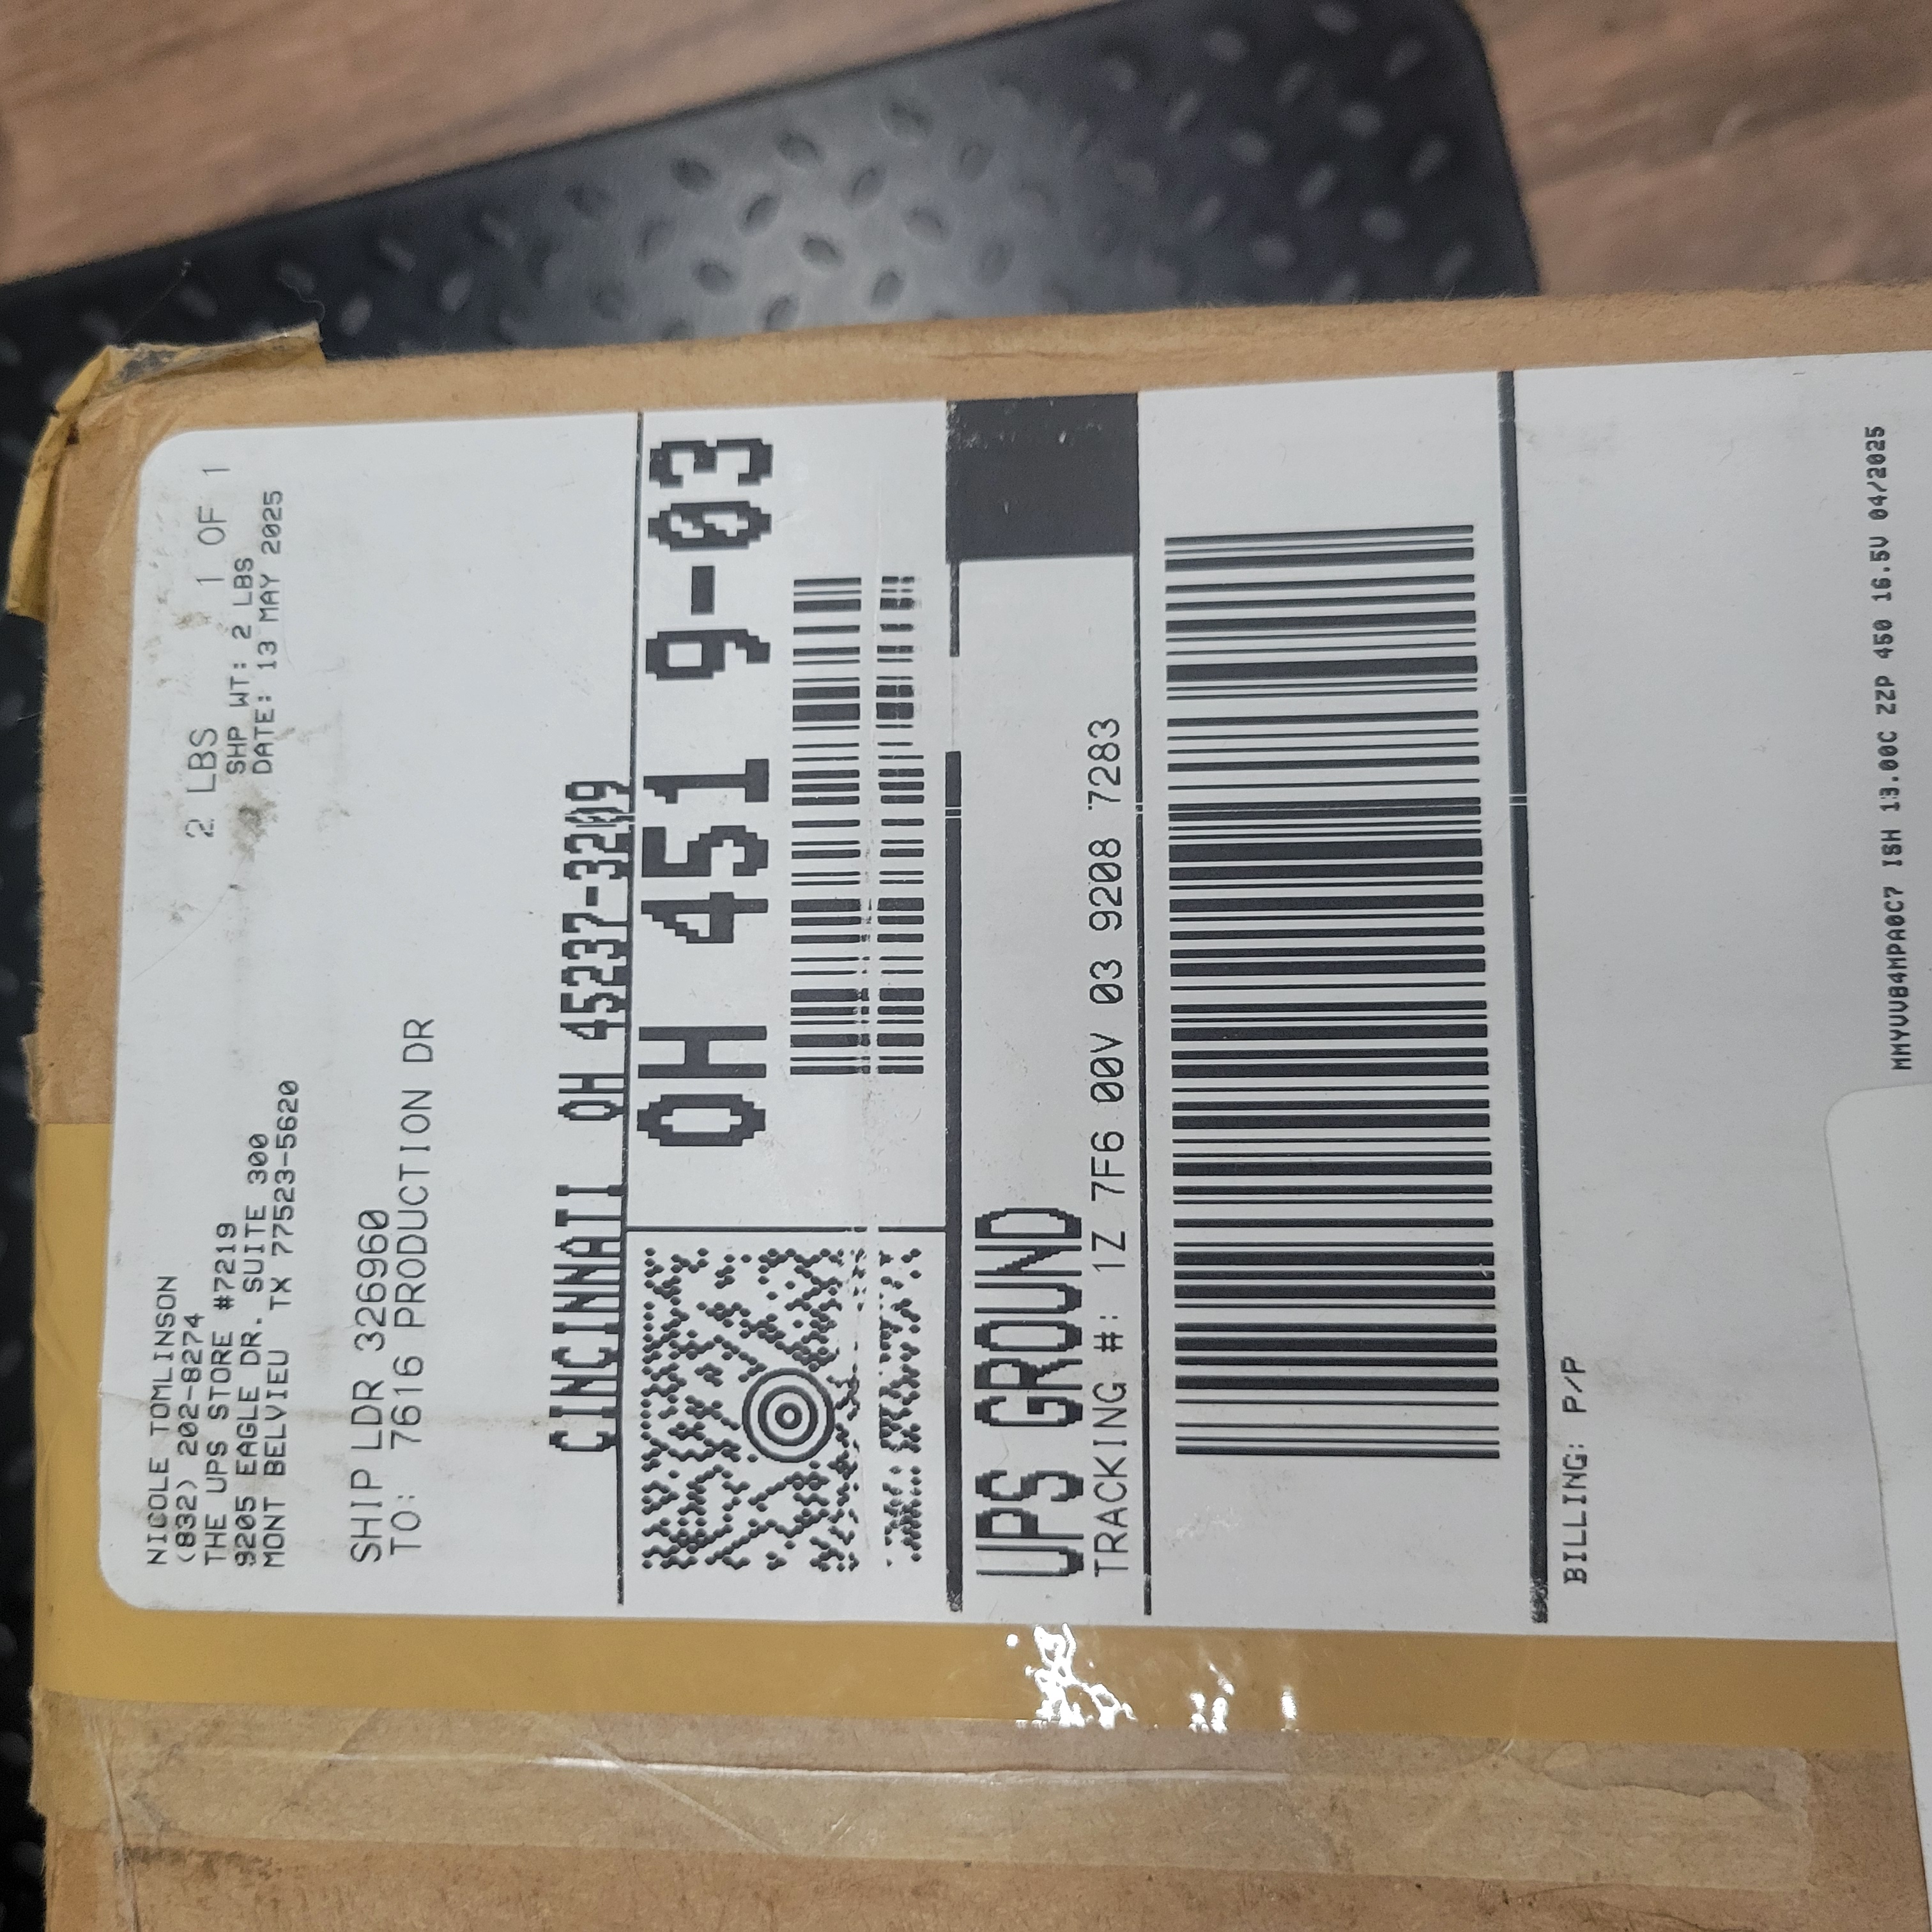 NICOLE TOMLINSON
(832) 202-8274
THE UPS STORE #7219
9205 EAGLE DR. SUITE 300
MONT BELVIEU TX 77523-5620
2 LBS 1 OF 1
SHP WT: 2 LBS
DATE: 13 MAY 2025
SHIP LDR 326960
TO: 7616 PRODUCTION DR
CINCINNATI OH 45237-3209
OH 451 9-03
UPS GROUND
TRACKING #: 1Z 7F6 00V 03 9208 7283
BILLING: P/P
MMYVVB4MPA0C7 ISH 13.00C ZZP 450 16.5V 04/2025